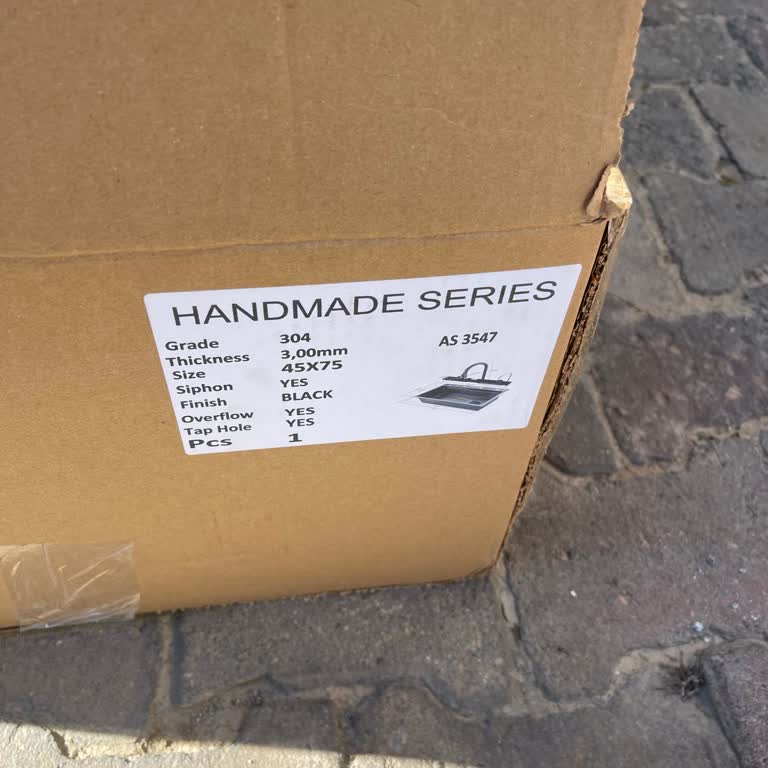 HANDMADE SERIES
Grade 304
Thickness 3,00mm
Size 45X75
Siphon YES
Finish BLACK
Overflow YES
Tap Hole YES
Pcs 1
AS 3547